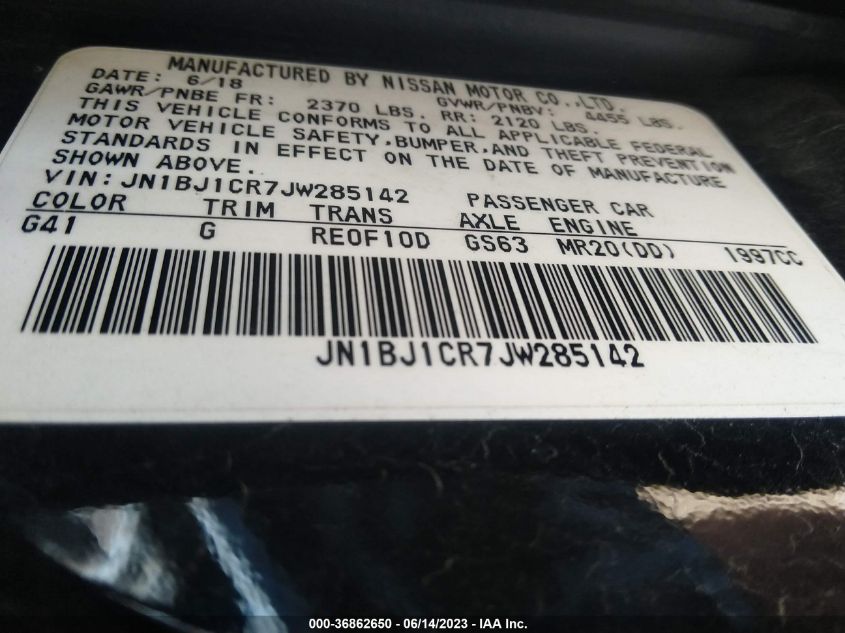 MANUFACTURED BY NISSAN MOTOR CO.,LTD.
DATE: 6/18 GVWR/PNBV: 4455 LBS.
GAWR/PNBE FR: 2370 LBS. RR: 2120 LBS.
THIS VEHICLE CONFORMS TO ALL APPLICABLE FEDERAL
MOTOR VEHICLE SAFETY,BUMPER,AND THEFT PREVENTION
STANDARDS IN EFFECT ON THE DATE OF MANUFACTURE
SHOWN ABOVE.
VIN:JN1BJ1CR7JW285142 PASSENGER CAR
COLOR TRIM TRANS AXLE ENGINE
G41 G RE0F10D GS63 MR20(DD) 1997CC
JN1BJ1CR7JW285142
000-36862650 - 06/14/2023 - IAA Inc.